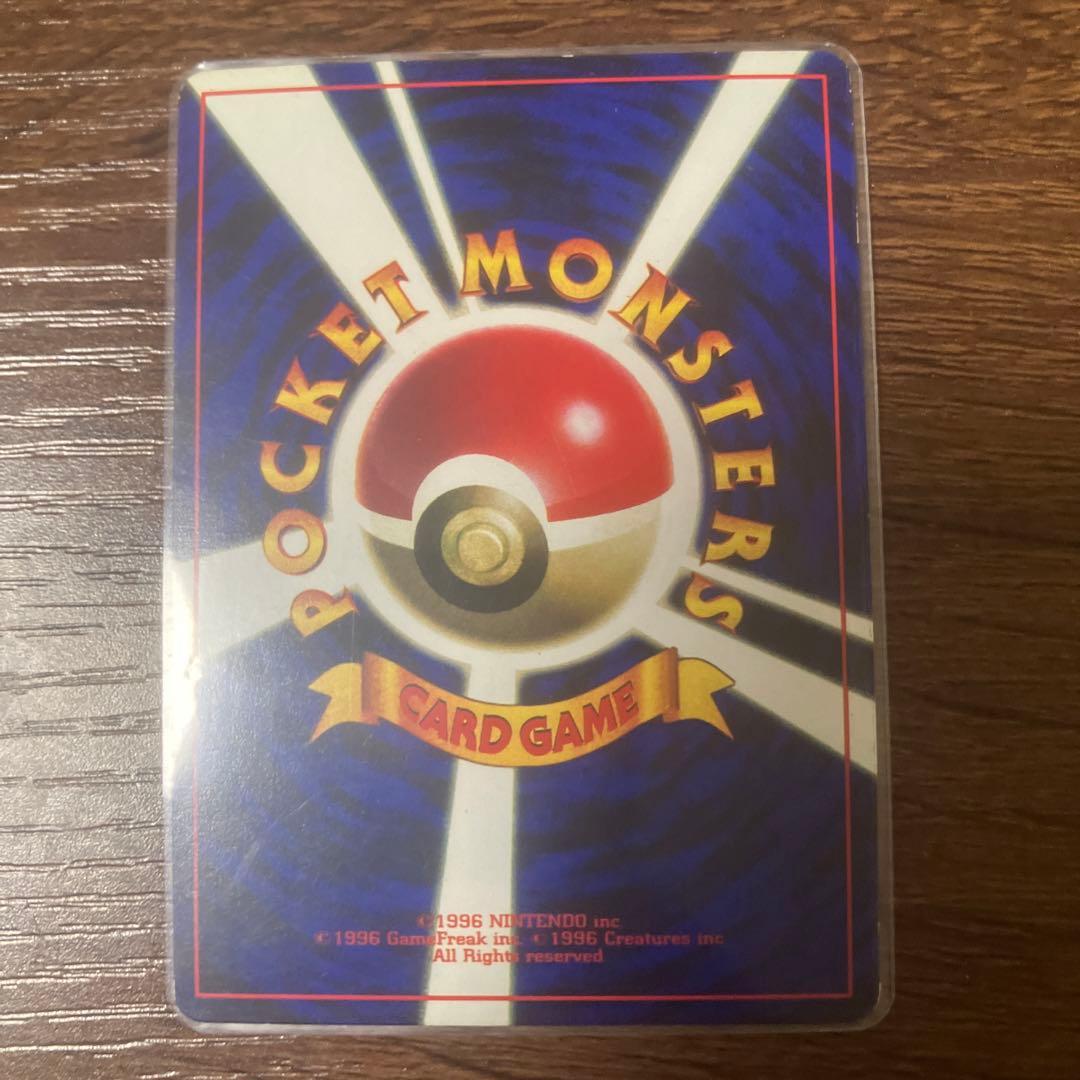 POCKET MONSTERS
CARD GAME
©1996 NINTENDO inc
©1996 GameFreak inc. ©1996 Creatures inc
All Rights reserved